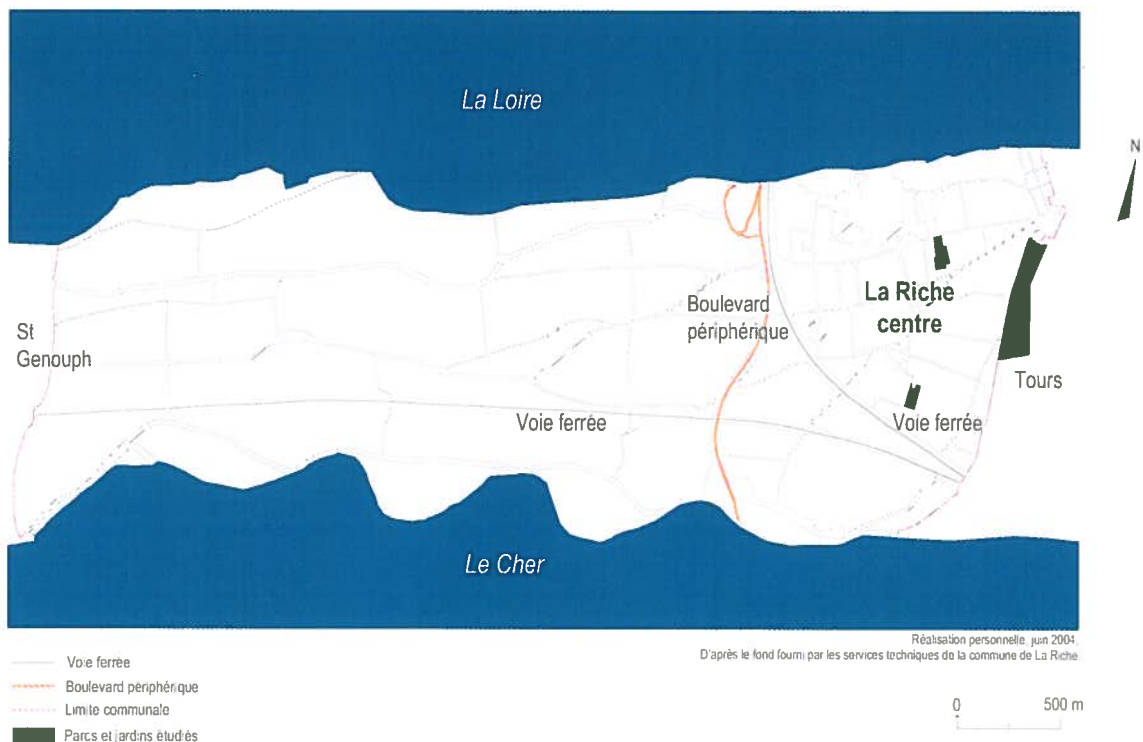 La Loire
N
Boulevard
périphérique
La Riche
centre
St
Genouph
Tours
Voie ferrée
Voie ferrée
Le Cher
Réalisation personnelle, juin 2004.
D'après le fond fourni par les services techniques de la commune de La Riche
Voie ferrée
Boulevard périphérique
Limite communale
Parcs et jardins étudiés
0 500 m